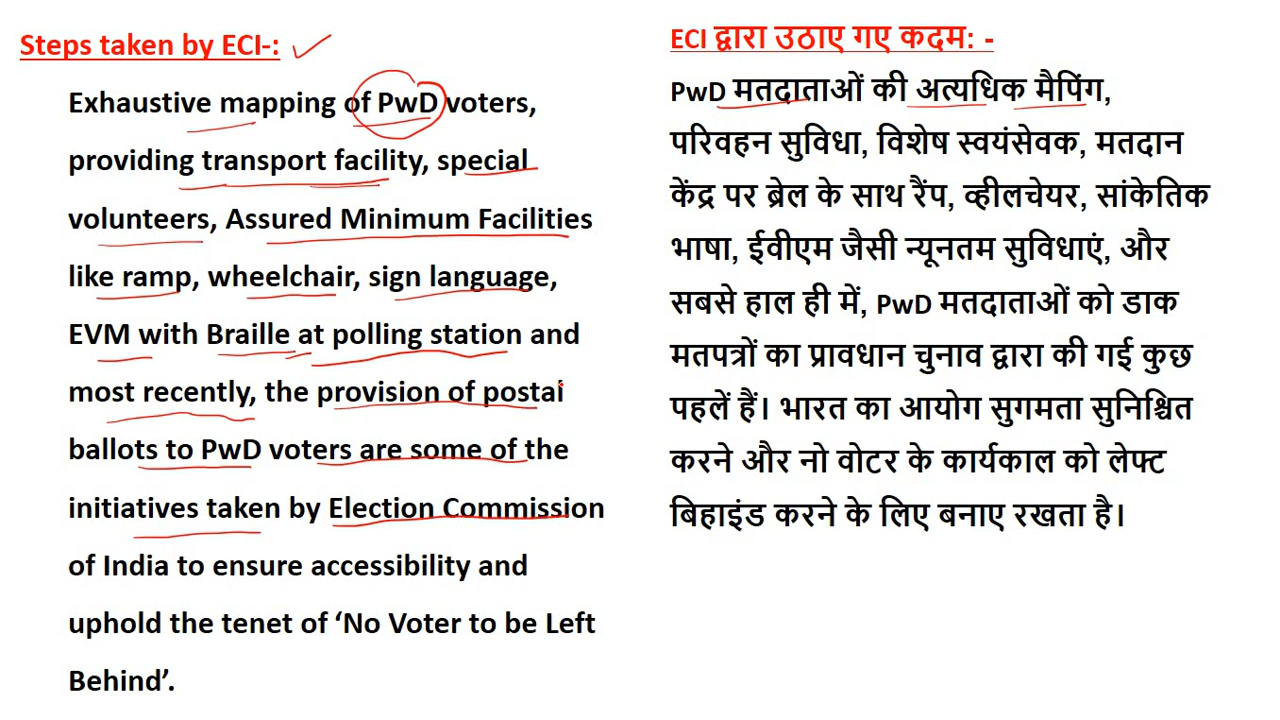 Steps taken by ECI-:
Exhaustive mapping of PwD voters,
providing transport facility, special
volunteers, Assured Minimum Facilities
like ramp, wheelchair, sign language,
EVM with Braille at polling station and
most recently, the provision of postal
ballots to PwD voters are some of the
initiatives taken by Election Commission
of India to ensure accessibility and
uphold the tenet of ‘No Voter to be Left
Behind’.
ECI द्वारा उठाए गए कदम: -
PwD मतदाताओं की अत्यधिक मैपिंग,
परिवहन सुविधा, विशेष स्वयंसेवक, मतदान
केंद्र पर ब्रेल के साथ रैंप, व्हीलचेयर, सांकेतिक
भाषा, ईवीएम जैसी न्यूनतम सुविधाएं, और
सबसे हाल ही में, PwD मतदाताओं को डाक
मतपत्रों का प्रावधान चुनाव द्वारा की गई कुछ
पहलें हैं। भारत का आयोग सुगमता सुनिश्चित
करने और नो वोटर के कार्यकाल को लेफ्ट
बिहाइंड करने के लिए बनाए रखता है।